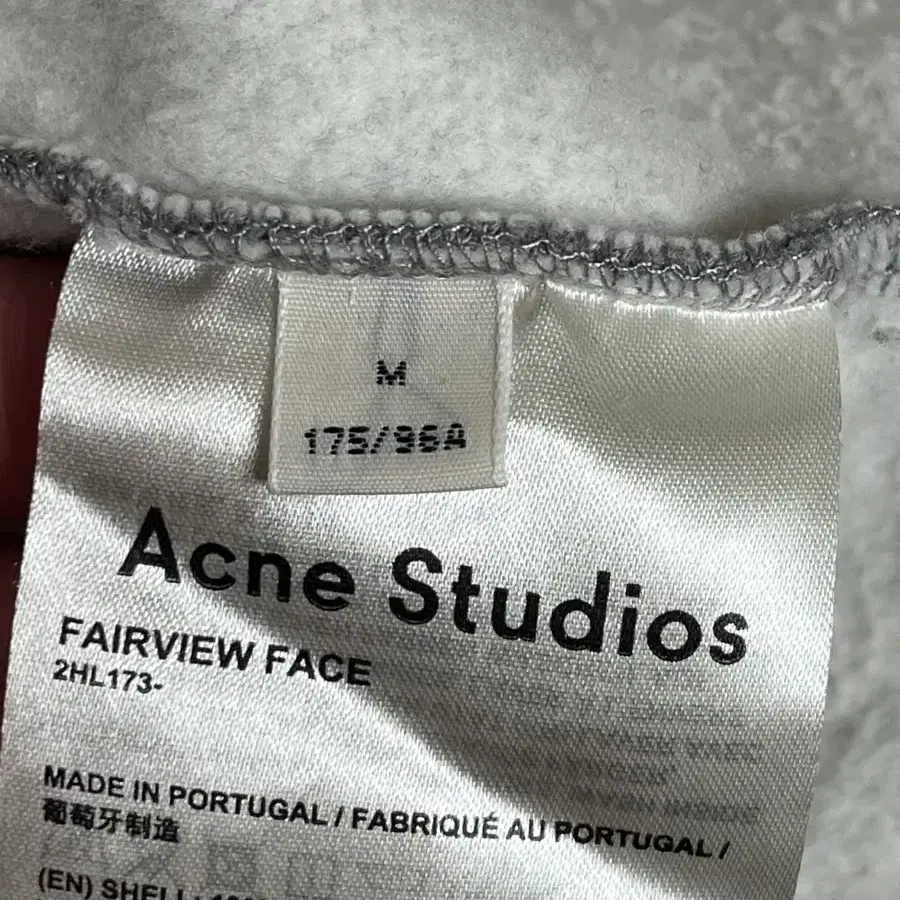 M
175/96A
Acne Studios
FAIRVIEW FACE
2HL173-
MADE IN PORTUGAL / FABRIQUÉ AU PORTUGAL /
葡萄牙制造
(EN) SHELL: